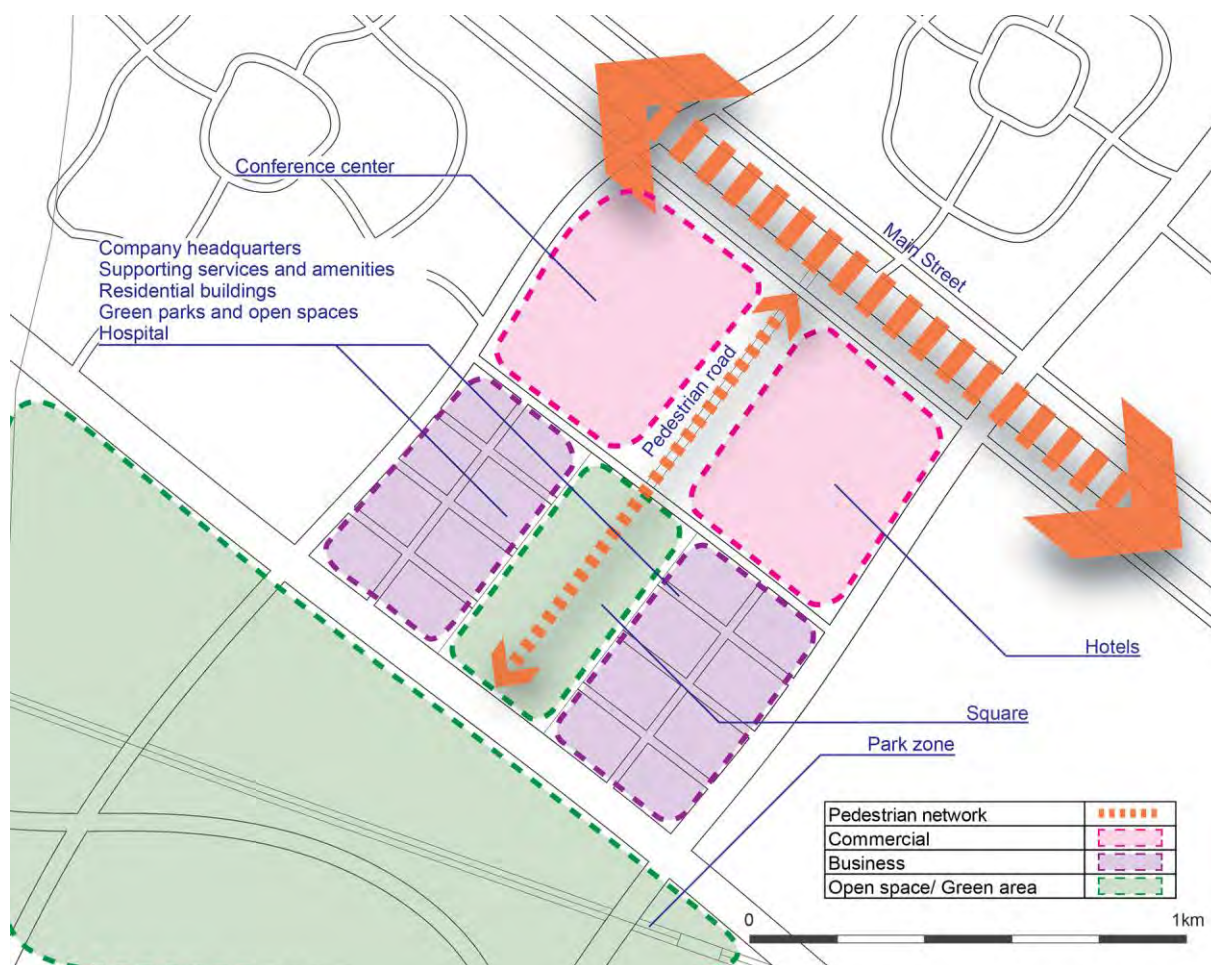 Conference center
Company headquarters
Supporting services and amenities
Residential buildings
Green parks and open spaces
Hospital
Main Street
Pedestrian road
Hotels
Square
Park zone
Pedestrian network
Commercial
Business
Open space/ Green area
0
1km